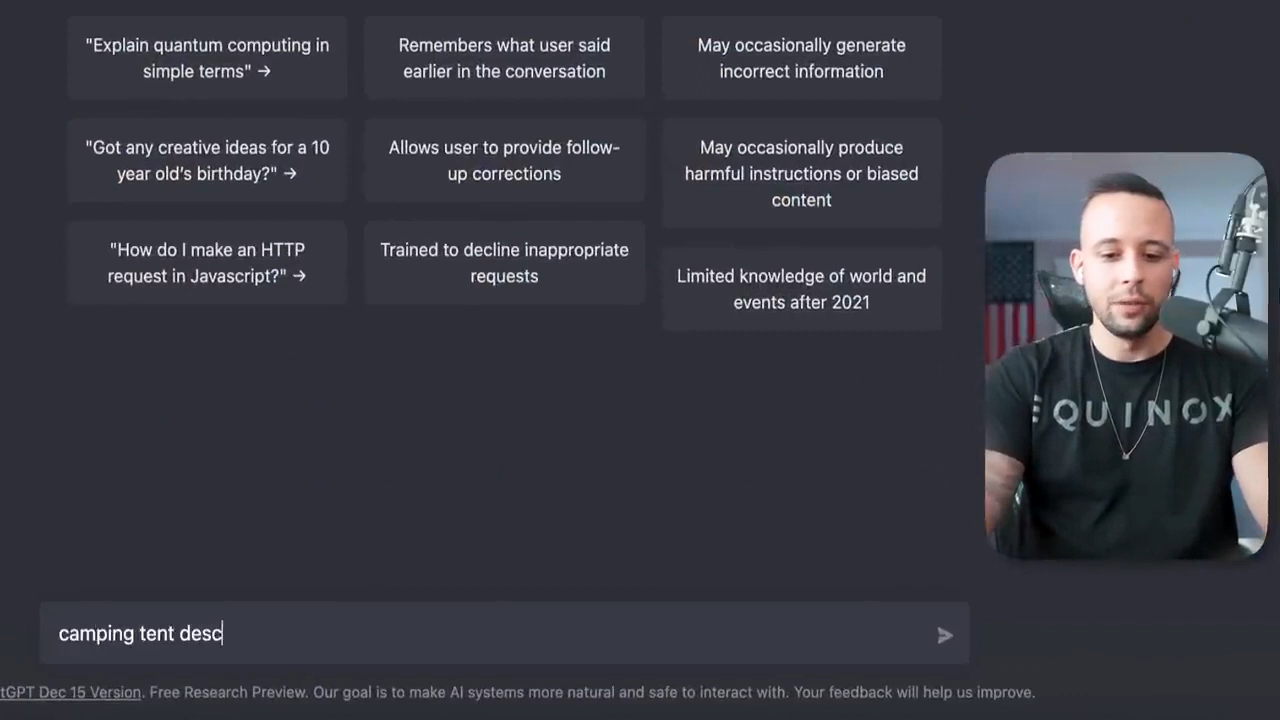 "Explain quantum computing in
simple terms" →
Remembers what user said
earlier in the conversation
May occasionally generate
incorrect information
"Got any creative ideas for a 10
year old's birthday?" →
Allows user to provide follow-
up corrections
May occasionally produce
harmful instructions or biased
content
"How do I make an HTTP
request in Javascript?" →
Trained to decline inappropriate
requests
Limited knowledge of world and
events after 2021
EQUINOX
camping tent desc
tGPT Dec 15 Version. Free Research Preview. Our goal is to make AI systems more natural and safe to interact with. Your feedback will help us improve.